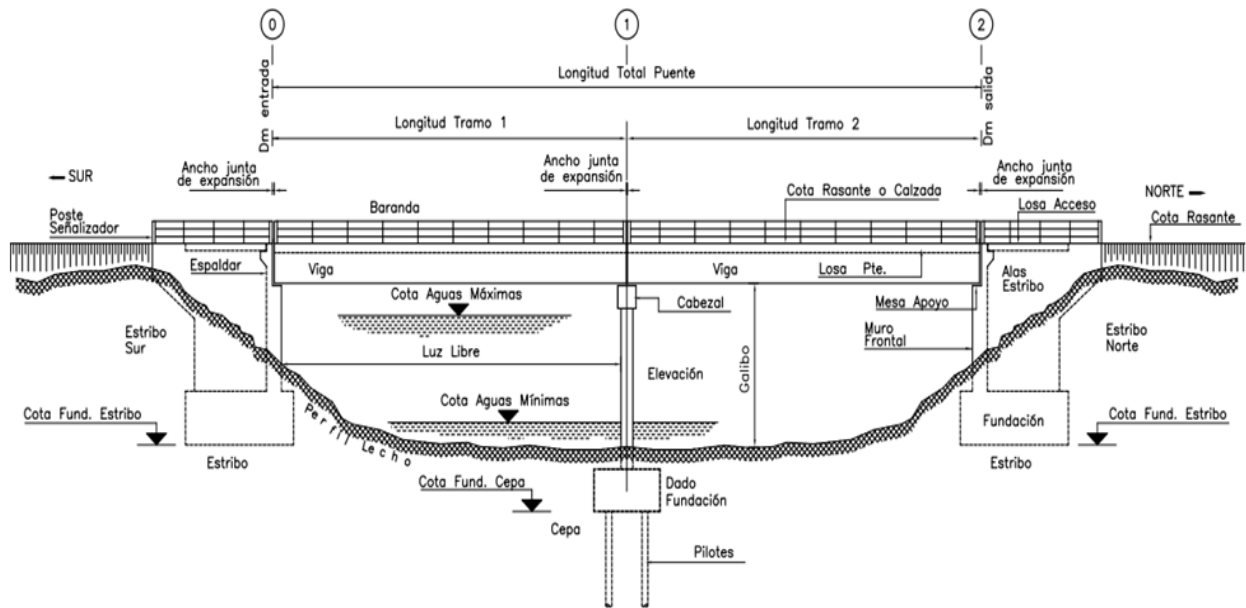 0
1
2
Longitud Total Puente
Dm entrada
Dm salida
Longitud Tramo 1
Longitud Tramo 2
Ancho junta
de expansión
Ancho junta
de expansión
Ancho junta
de expansión
SUR
NORTE
Poste
Señalizador
Baranda
Cota Rasante o Calzada
Losa Acceso
Cota Rasante
Espaldar
Viga
Viga
Losa Pte.
Alas
Estribo
Cota Aguas Máximas
Cabezal
Mesa Apoyo
Estribo
Sur
Luz Libre
Elevación
Galibo
Muro
Frontal
Estribo
Norte
Cota Aguas Mínimas
Cota Fund. Estribo
Perfil Lecho
Fundación
Cota Fund. Estribo
Estribo
Estribo
Cota Fund. Cepa
Dado
Fundación
Cepa
Pilotes